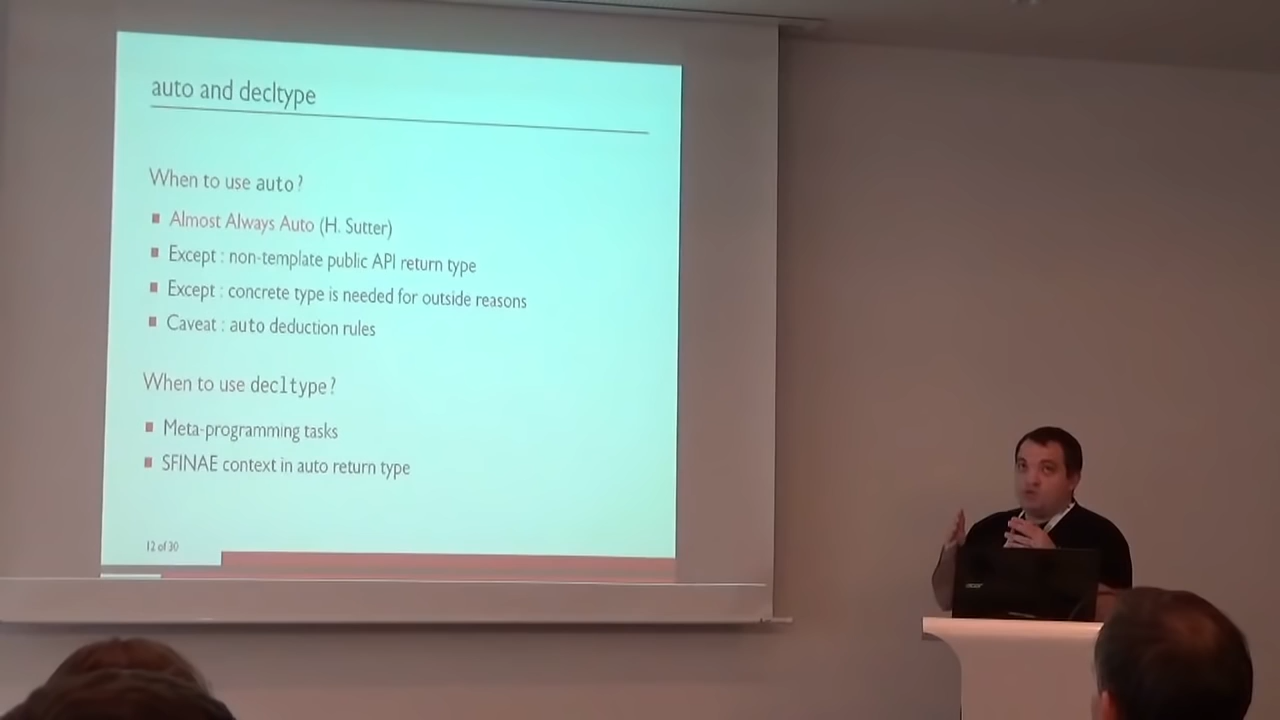 auto and decltype
When to use auto?
Almost Always Auto (H. Sutter)
Except : non-template public API return type
Except : concrete type is needed for outside reasons
Caveat : auto deduction rules
When to use decltype?
Meta-programming tasks
SFINAE context in auto return type
12 of 30
acer